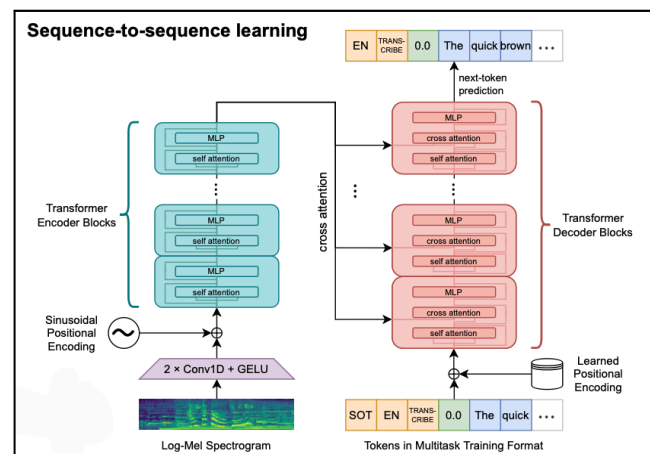 Sequence-to-sequence learning
EN TRANS-CRIBE 0.0 The quick brown ...
next-token
prediction
MLP
self attention
...
MLP
self attention
MLP
self attention
Transformer
Encoder Blocks
cross attention
...
MLP
cross attention
self attention
...
MLP
cross attention
self attention
MLP
cross attention
self attention
Transformer
Decoder Blocks
Sinusoidal
Positional
Encoding
2 × Conv1D + GELU
Learned
Positional
Encoding
SOT EN TRANS-CRIBE 0.0 The quick ...
Log-Mel Spectrogram
Tokens in Multitask Training Format